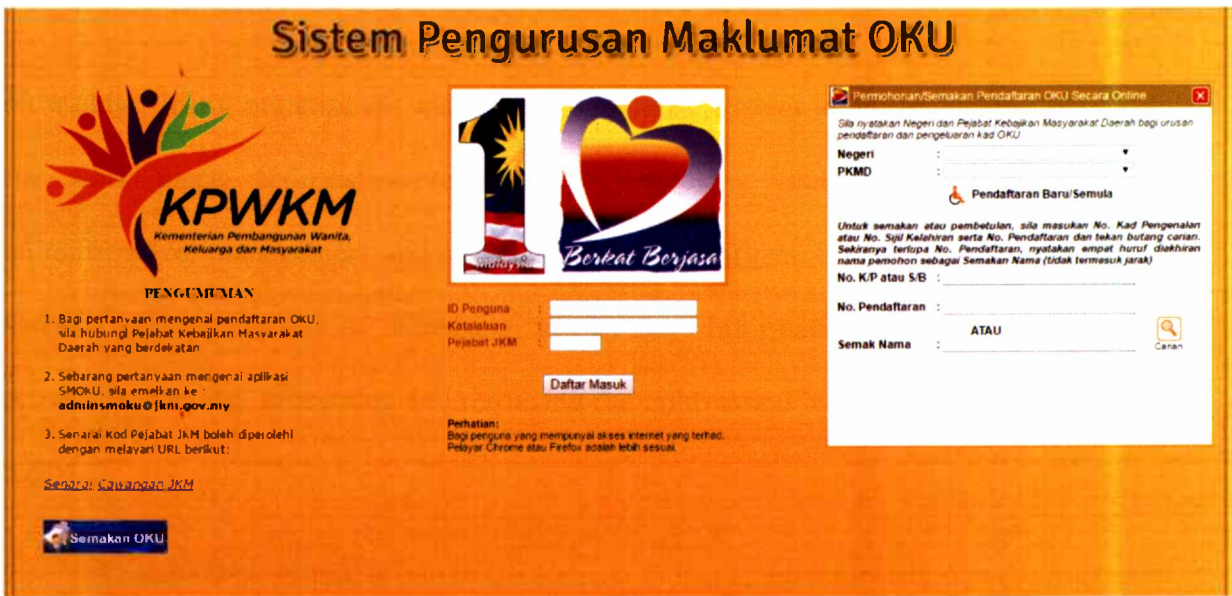 Sistem Pengurusan Maklumat OKU
KPWKM
Kementerian Pembangunan Wanita,
Keluarga dan Masyarakat
PENGUMUMAN
1. Bagi pertanyaan mengenai pendaftaran OKU,
sila hubungi Pejabat Kebajikan Masyarakat
Daerah yang berdekatan
2. Sebarang pertanyaan mengenai aplikasi
SMOKU, sila emelkan ke :
adminsmoku@jkm.gov.my
3. Senarai Kod Pejabat JKM boleh diperolehi
dengan melayari URL berikut:
Senarai Cawangan JKM
Semakan OKU
1
malaysia
Berkat Berjasa
ID Penguna :
Katalaluan :
Pejabat JKM :
Daftar Masuk
Perhatian:
Bagi penguna yang mempunyai akses internet yang terhad,
Pelayar Chrome atau Firefox adalah lebih sesuai.
Permohonan/Semakan Pendaftaran OKU Secara Online
Sila nyatakan Negeri dan Pejabat Kebajikan Masyarakat Daerah bagi urusan
pendaftaran dan pengeluaran kad OKU
Negeri :
PKMD :
Pendaftaran Baru/Semula
Untuk semakan atau pembetulan, sila masukan No. Kad Pengenalan
atau No. Sijil Kelahiran serta No. Pendaftaran dan tekan butang carian.
Sekiranya terlupa No. Pendaftaran, nyatakan empat huruf diakhiran
nama pemohon sebagai Semakan Nama (tidak termasuk jarak)
No. K/P atau S/B :
No. Pendaftaran :
ATAU
Semak Nama :
Carian